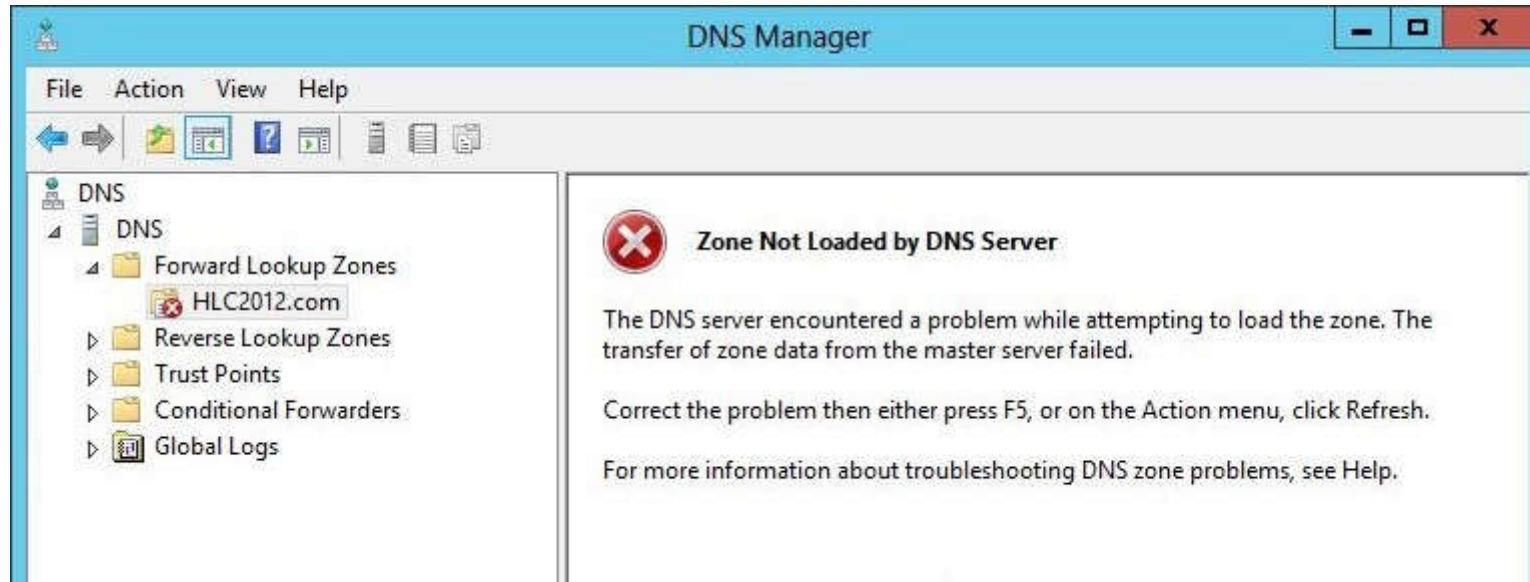 DNS Manager
File Action View Help
DNS
DNS
Forward Lookup Zones
HLC2012.com
Reverse Lookup Zones
Trust Points
Conditional Forwarders
Global Logs
Zone Not Loaded by DNS Server
The DNS server encountered a problem while attempting to load the zone. The
transfer of zone data from the master server failed.
Correct the problem then either press F5, or on the Action menu, click Refresh.
For more information about troubleshooting DNS zone problems, see Help.